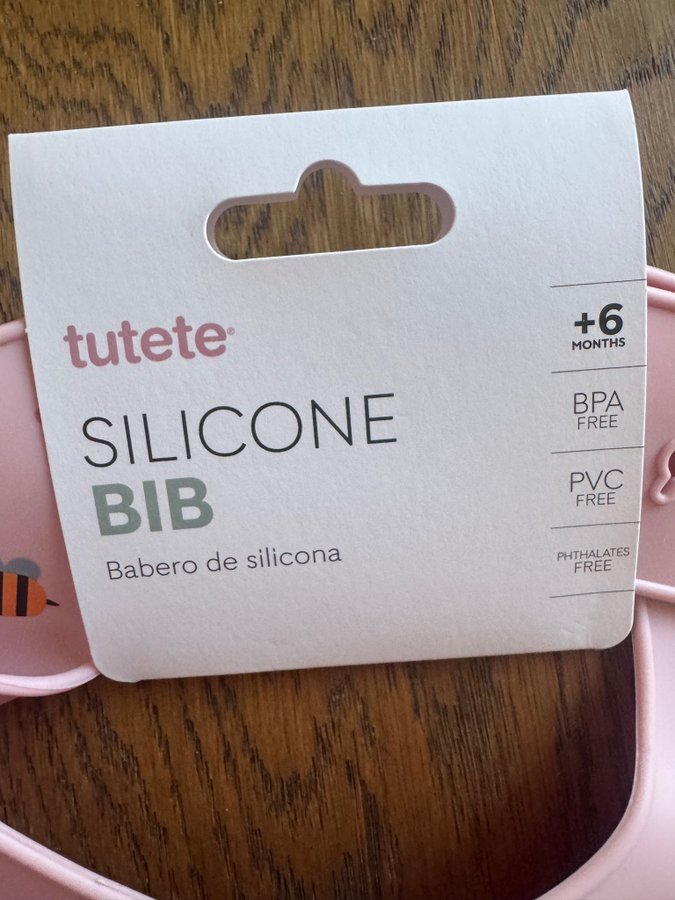 tutete®
SILICONE
BIB
Babero de silicona
+6
MONTHS
BPA
FREE
PVC
FREE
PHTHALATES
FREE